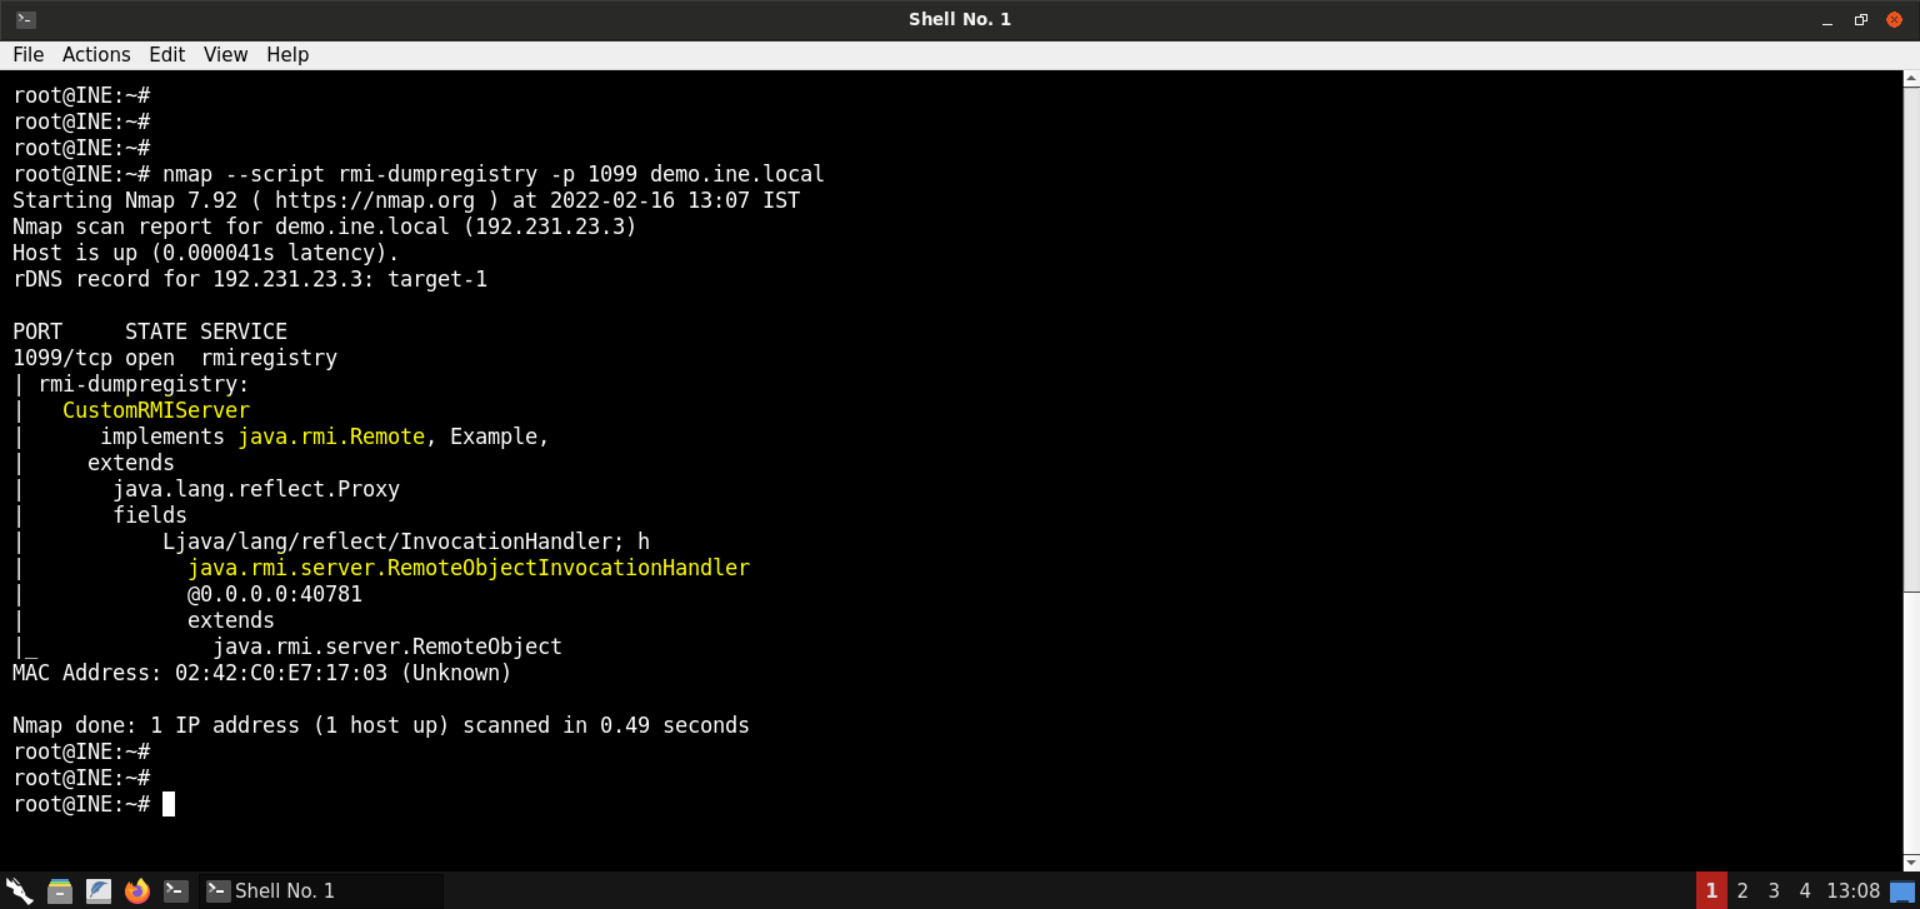 Shell No. 1
File Actions Edit View Help
root@INE:~#
root@INE:~#
root@INE:~#
root@INE:~# nmap --script rmi-dumpregistry -p 1099 demo.ine.local
Starting Nmap 7.92 ( https://nmap.org ) at 2022-02-16 13:07 IST
Nmap scan report for demo.ine.local (192.231.23.3)
Host is up (0.000041s latency).
rDNS record for 192.231.23.3: target-1
PORT     STATE SERVICE
1099/tcp open  rmiregistry
| rmi-dumpregistry:
|   CustomRMIServer
|      implements java.rmi.Remote, Example,
|     extends
|       java.lang.reflect.Proxy
|       fields
|           Ljava/lang/reflect/InvocationHandler; h
|             java.rmi.server.RemoteObjectInvocationHandler
|             @0.0.0.0:40781
|             extends
|_              java.rmi.server.RemoteObject
MAC Address: 02:42:C0:E7:17:03 (Unknown)
Nmap done: 1 IP address (1 host up) scanned in 0.49 seconds
root@INE:~#
root@INE:~#
root@INE:~#
Shell No. 1 1 2 3 4 13:08